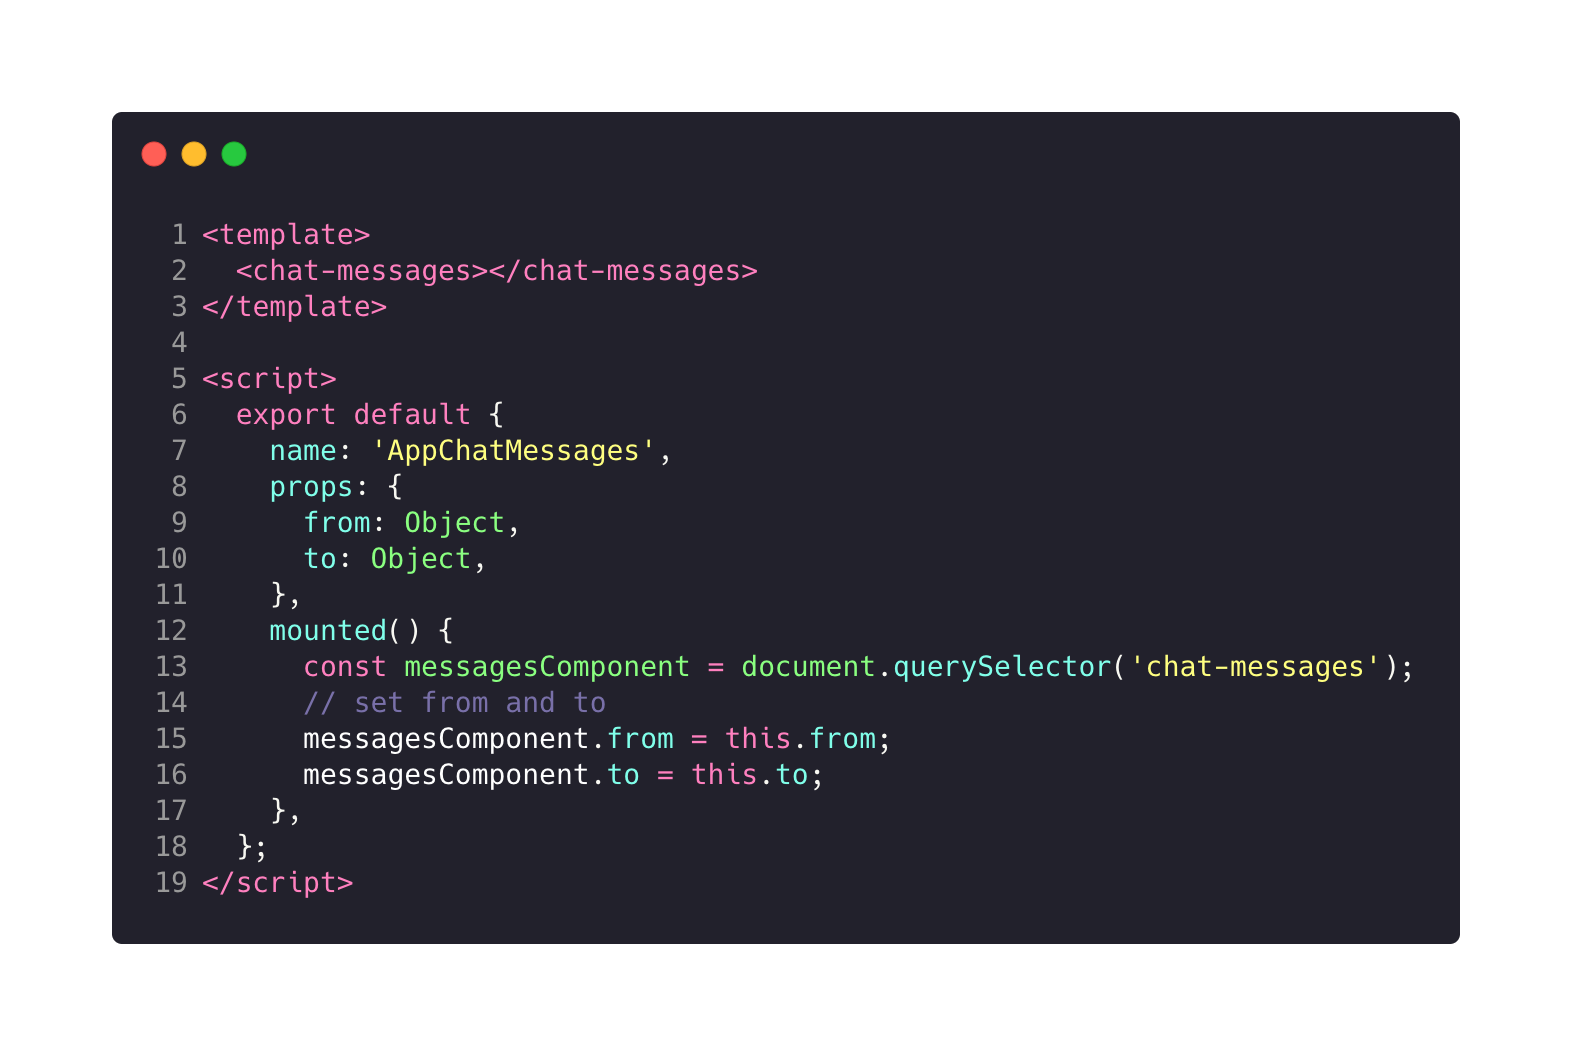 1 <template>
2   <chat-messages></chat-messages>
3 </template>
4
5 <script>
6   export default {
7     name: 'AppChatMessages',
8     props: {
9       from: Object,
10       to: Object,
11     },
12     mounted() {
13       const messagesComponent = document.querySelector('chat-messages');
14       // set from and to
15       messagesComponent.from = this.from;
16       messagesComponent.to = this.to;
17     },
18   };
19 </script>